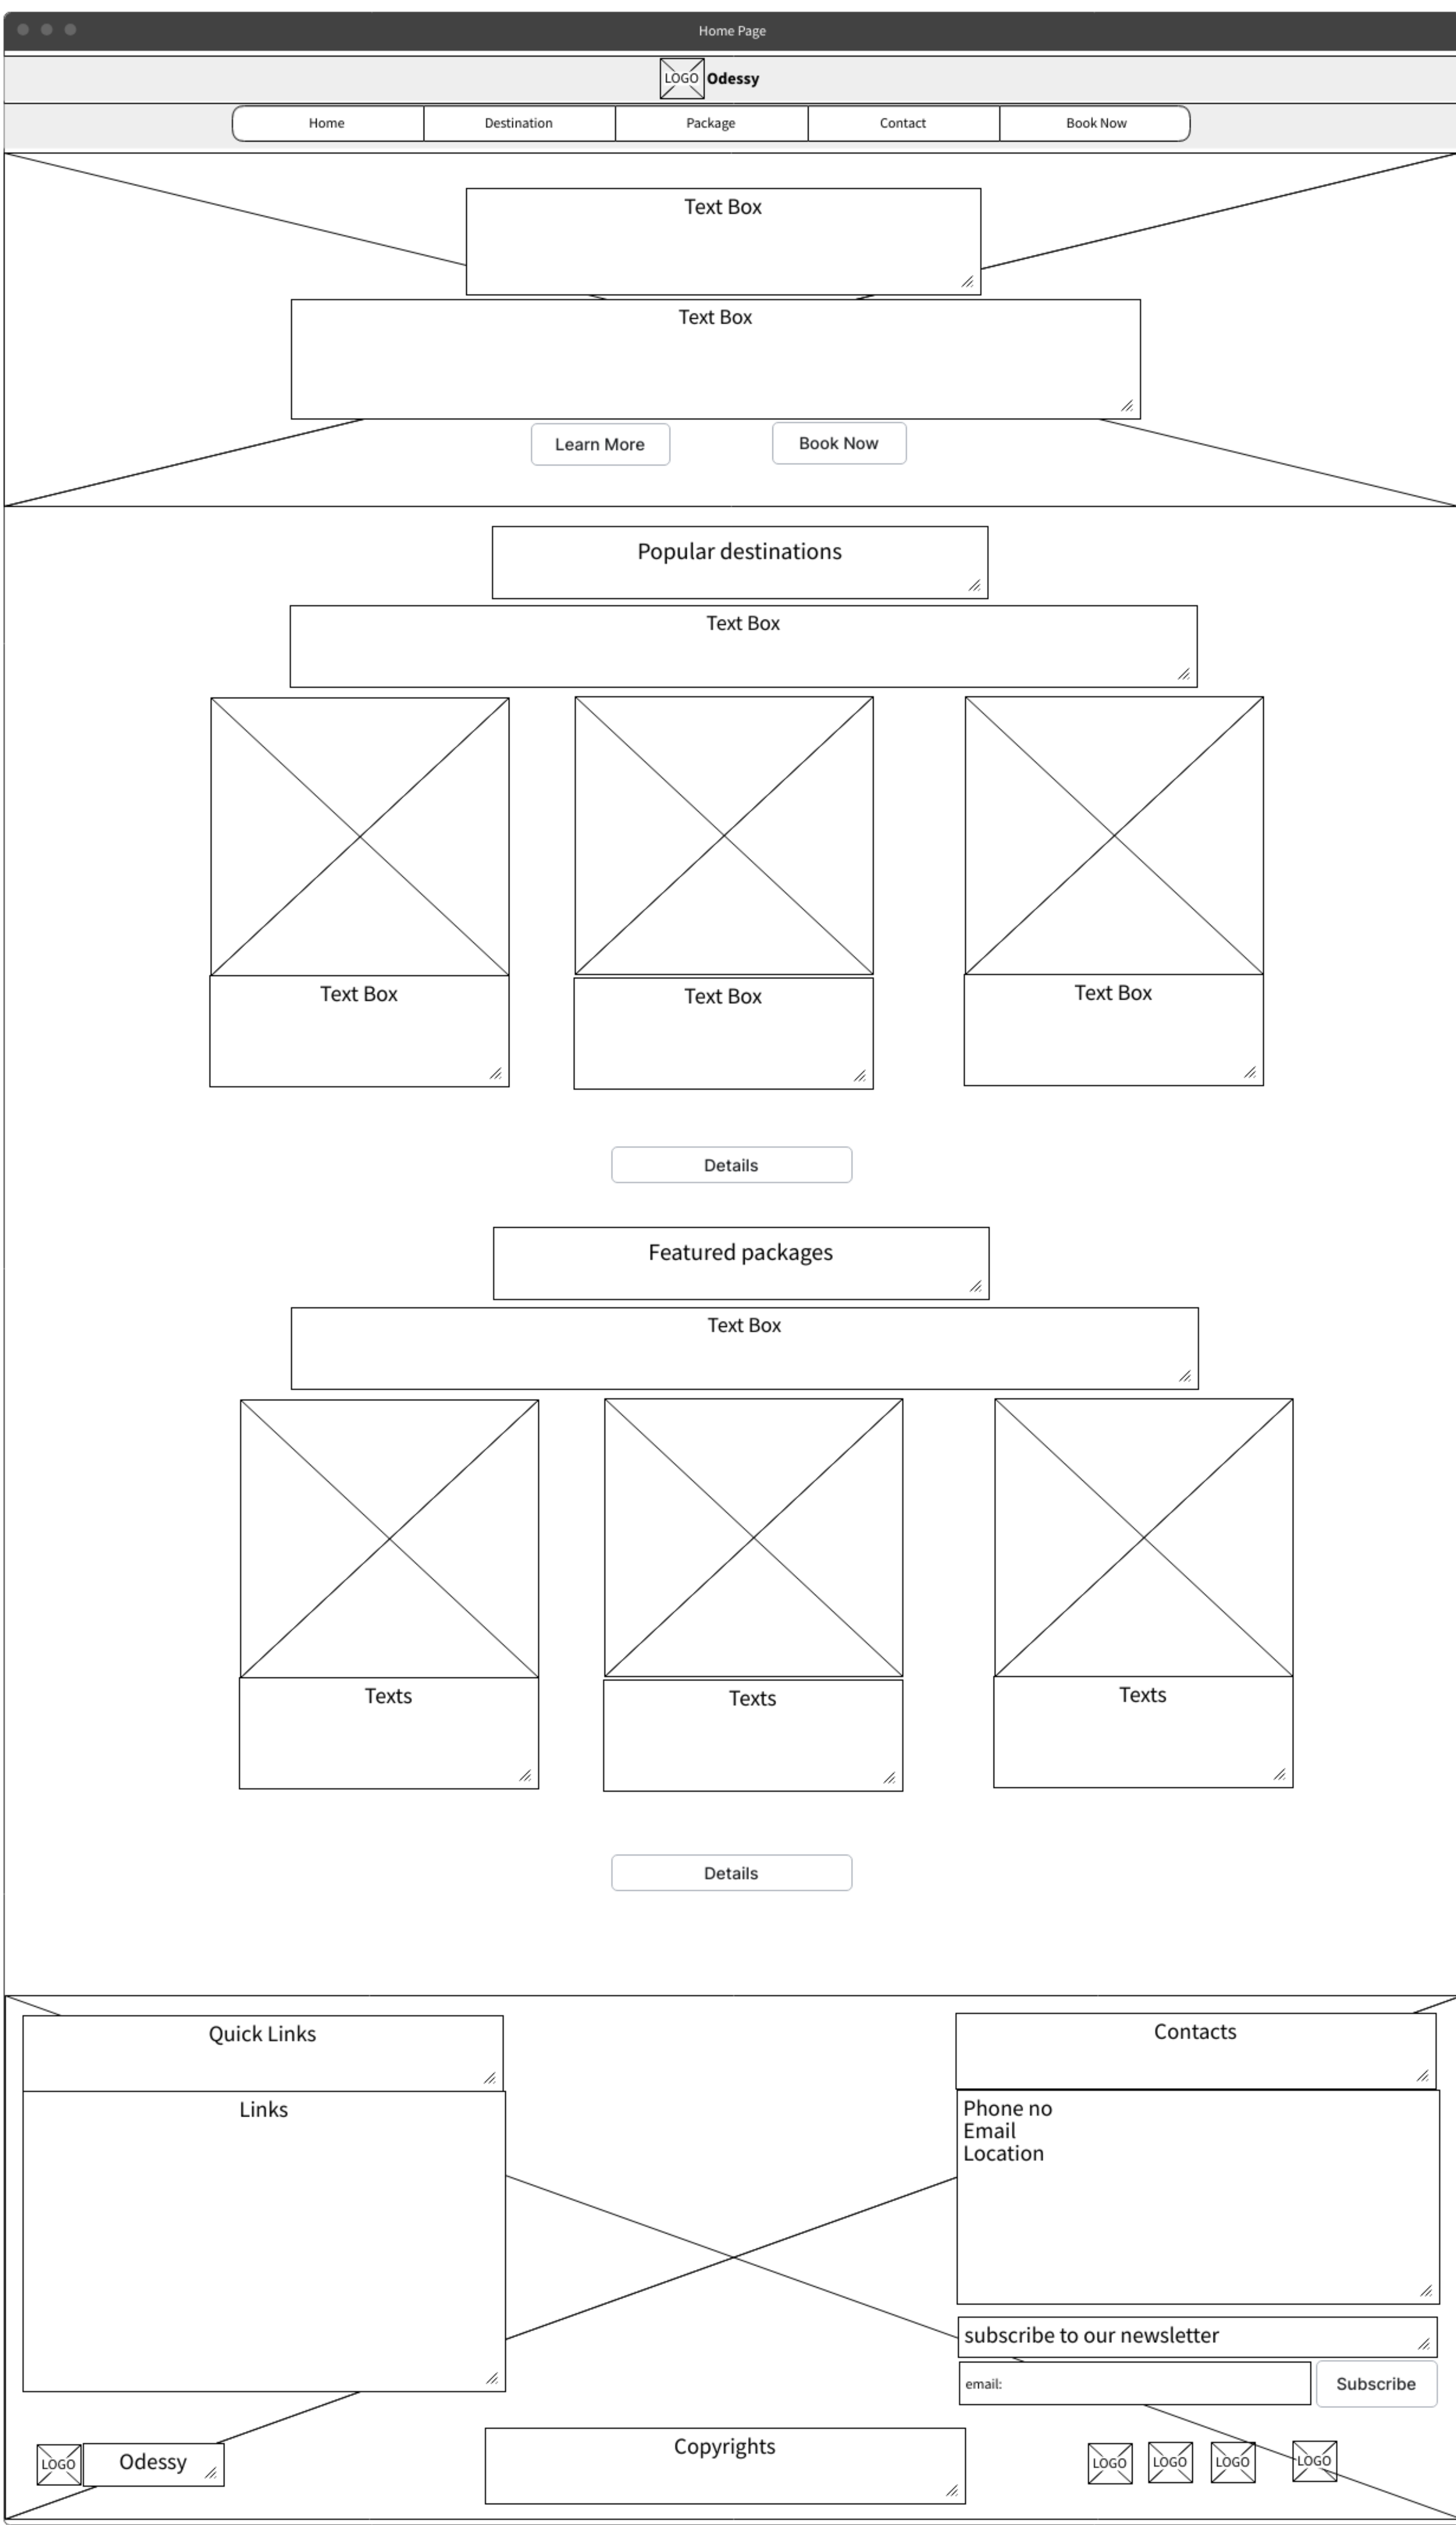 Home Page
LOGO Odessy
Home Destination Package Contact Book Now
Text Box
Text Box
Learn More Book Now
Popular destinations
Text Box
Text Box Text Box Text Box
Details
Featured packages
Text Box
Texts Texts Texts
Details
Quick Links
Links
Contacts
Phone no
Email
Location
subscribe to our newsletter
email: Subscribe
LOGO Odessy
Copyrights
LOGO LOGO LOGO LOGO